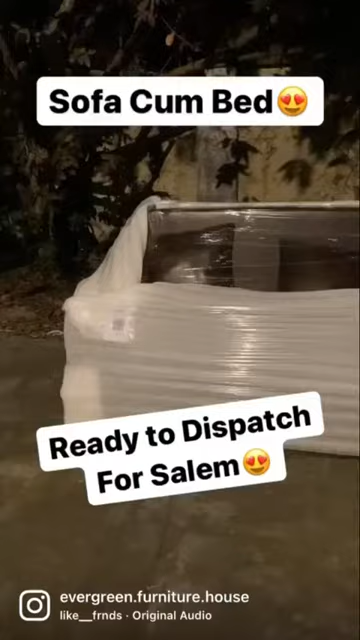 Sofa Cum Bed😍
Ready to Dispatch
For Salem😍
evergreen.furniture.house
like__frnds · Original Audio